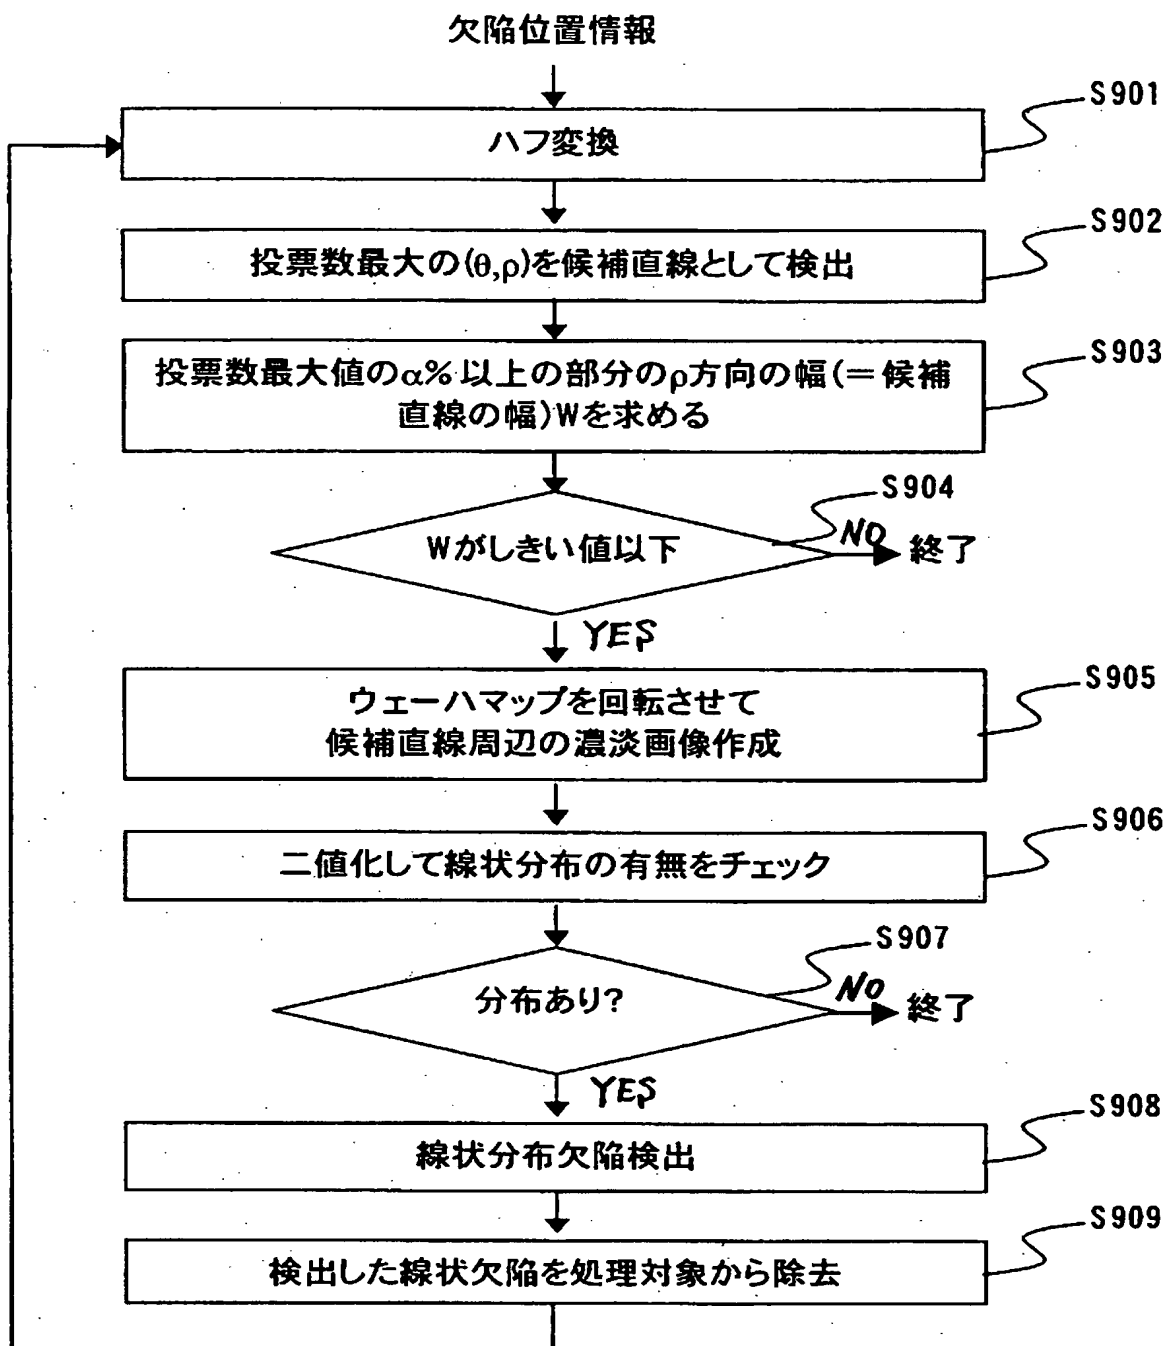 欠陥位置情報
S901
ハフ変換
S902
投票数最大の(θ,ρ)を候補直線として検出
S903
投票数最大値のα%以上の部分のρ方向の幅(=候補
直線の幅)Wを求める
S904
Wがしきい値以下
NO
終了
YES
S905
ウェーハマップを回転させて
候補直線周辺の濃淡画像作成
S906
二値化して線状分布の有無をチェック
S907
分布あり?
NO
終了
YES
S908
線状分布欠陥検出
S909
検出した線状欠陥を処理対象から除去